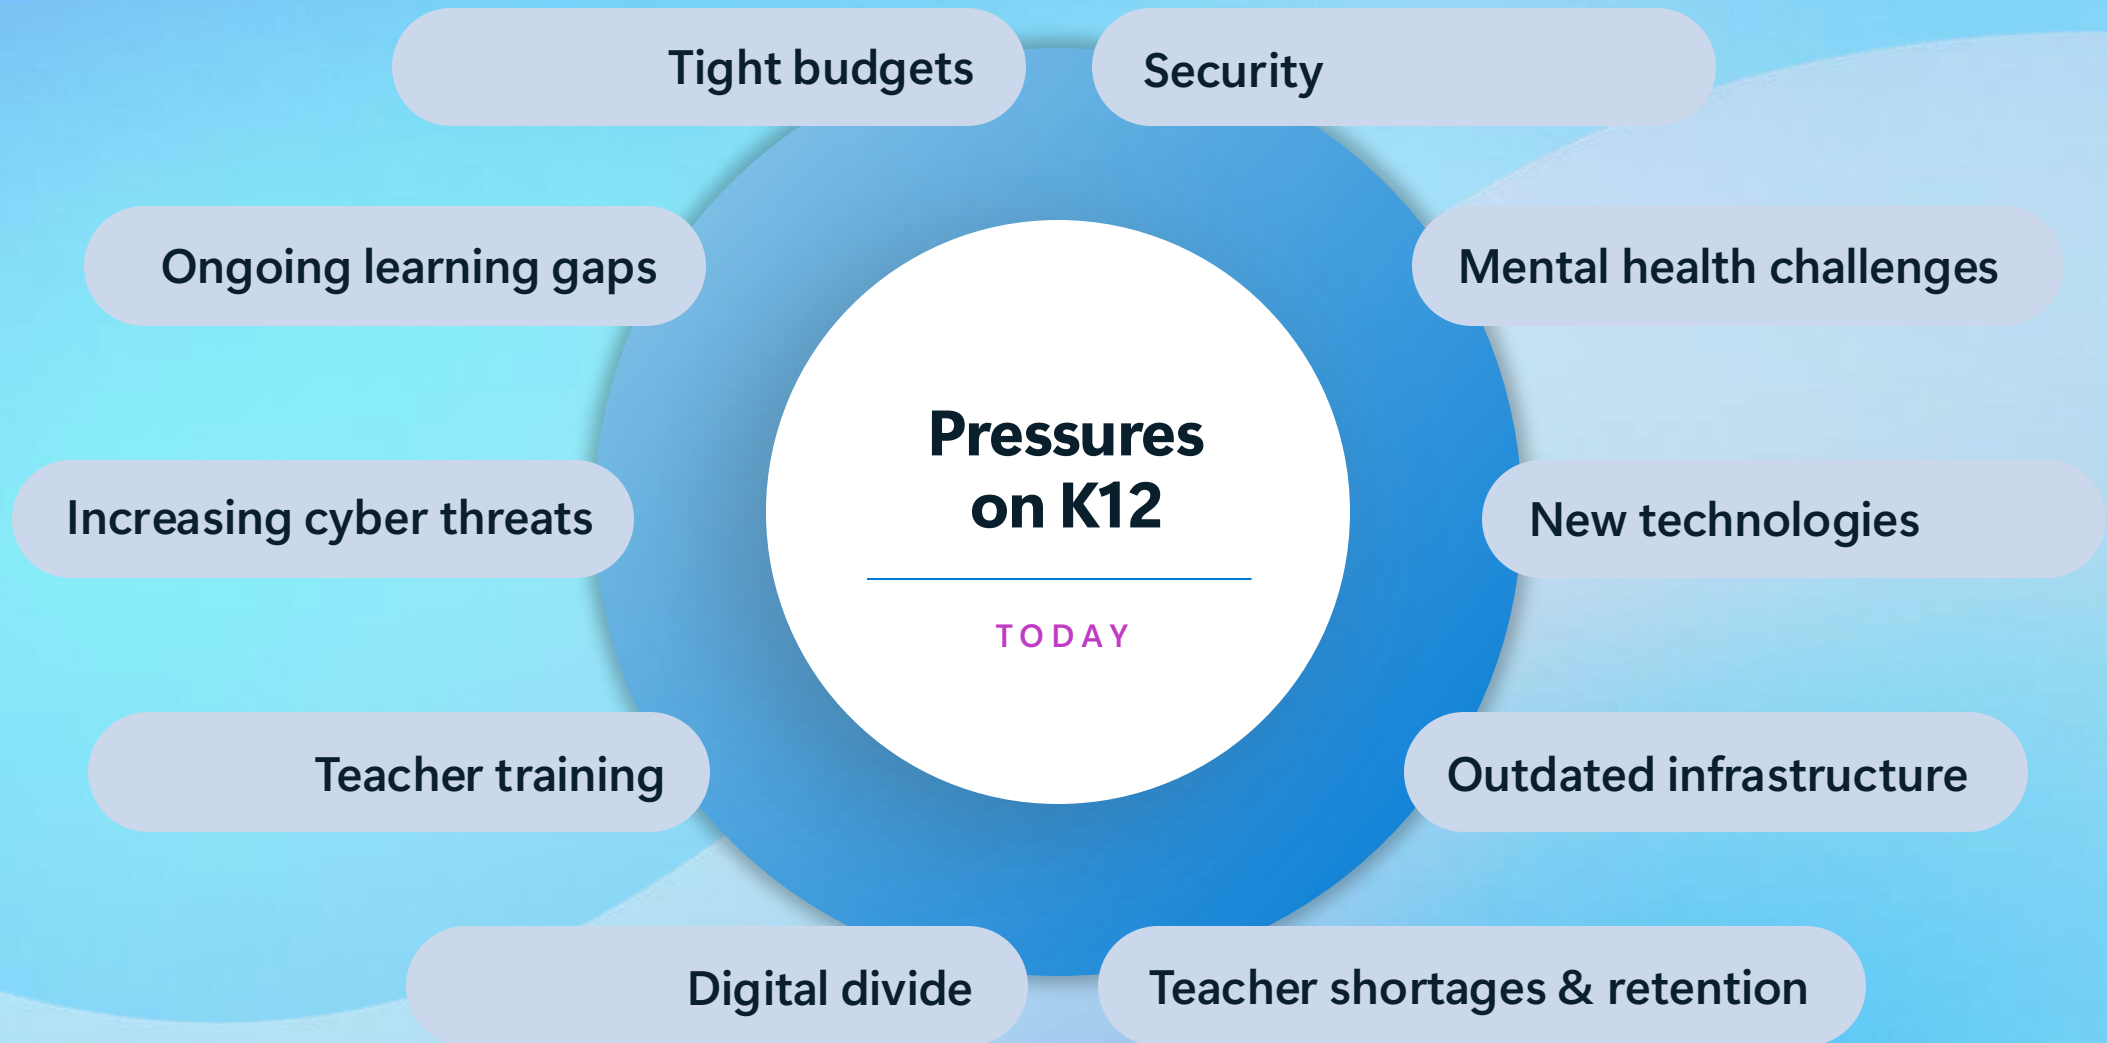 Tight budgets
Security
Ongoing learning gaps
Mental health challenges
Pressures
on K12
Increasing cyber threats
New technologies
TODAY
Teacher training
Outdated infrastructure
Digital divide
Teacher shortages & retention